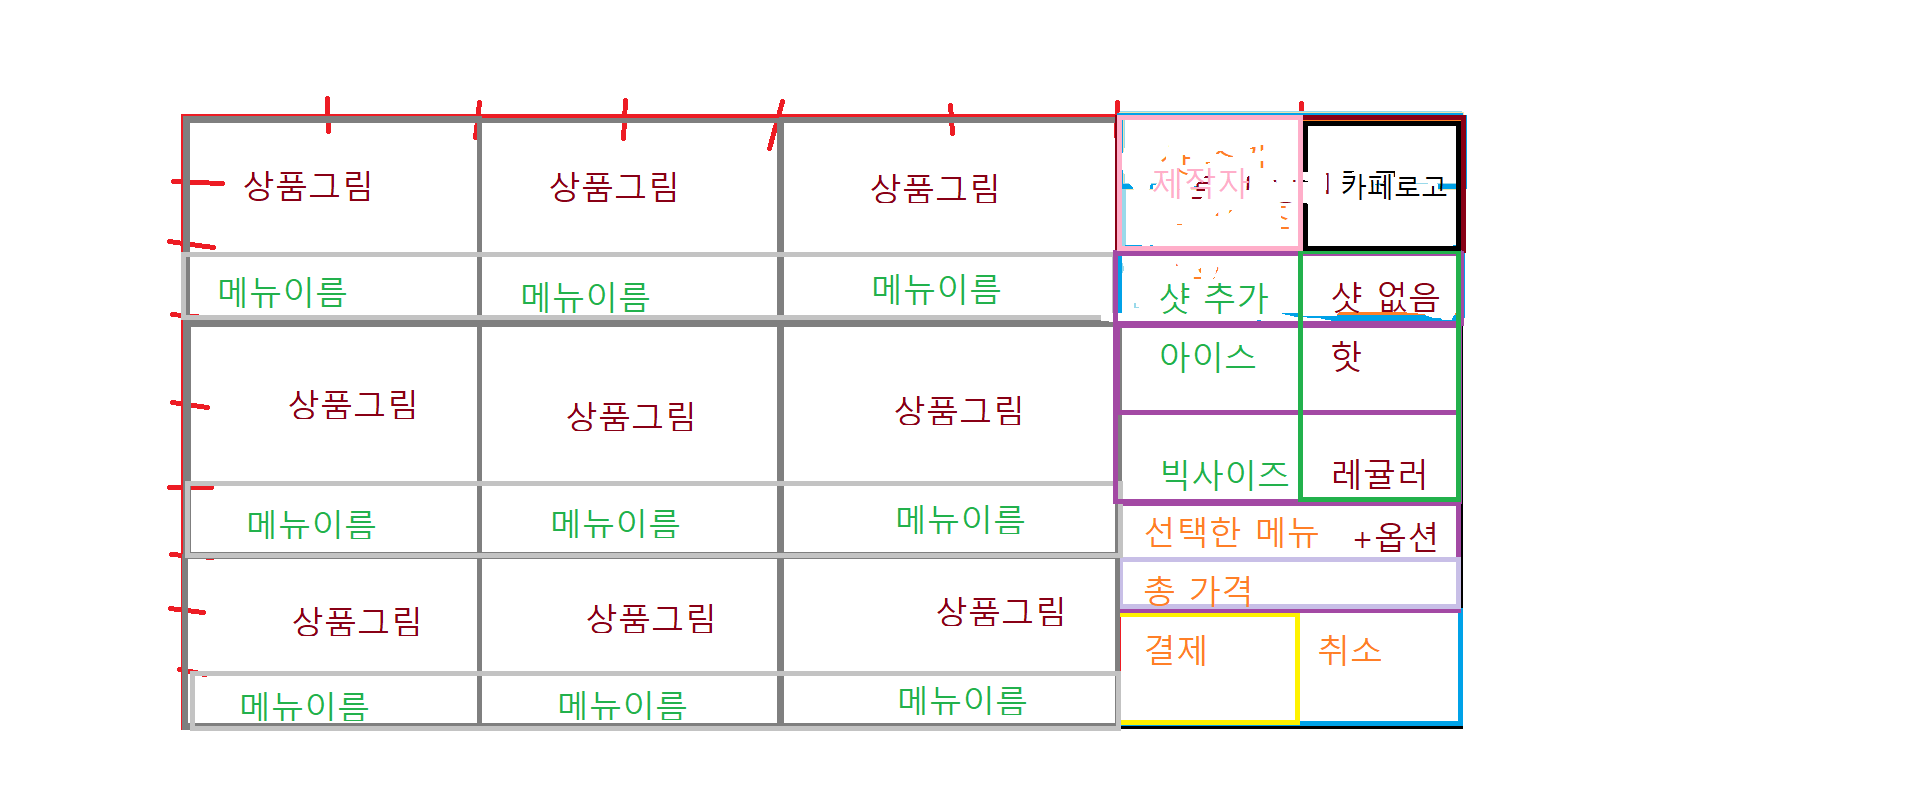 상품그림 상품그림 상품그림 제작자 카페로고
메뉴이름 메뉴이름 메뉴이름 샷 추가 샷 없음
아이스 핫
상품그림 상품그림 상품그림
빅사이즈 레귤러
메뉴이름 메뉴이름 메뉴이름 선택한 메뉴 +옵션
총 가격
상품그림 상품그림 상품그림
결제 취소
메뉴이름 메뉴이름 메뉴이름